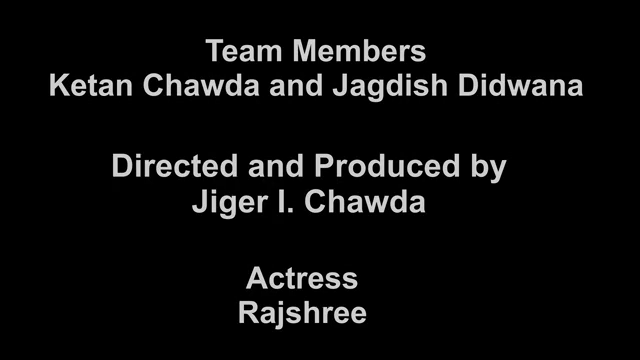 Team Members
Ketan Chawda and Jagdish Didwana
Directed and Produced by
Jiger I. Chawda
Actress
Rajshree